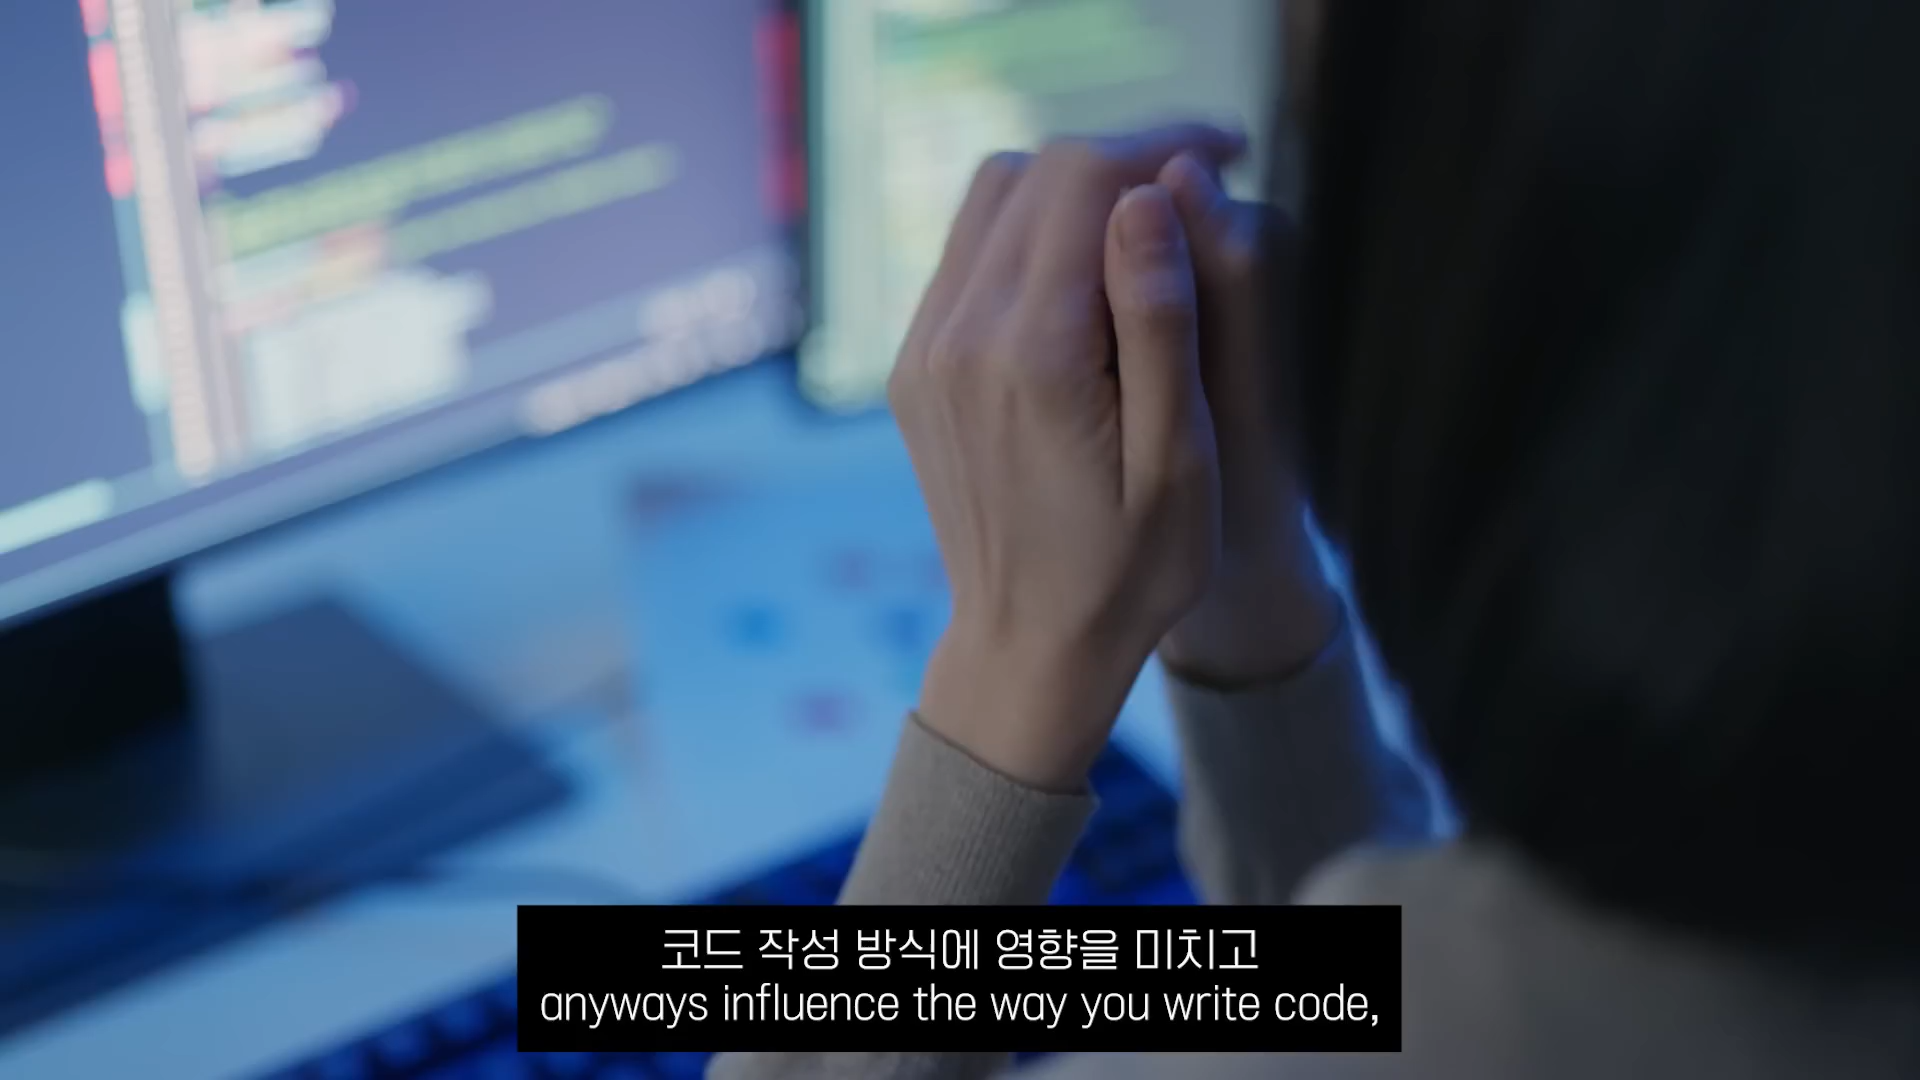 코드 작성 방식에 영향을 미치고
anyways influence the way you write code,